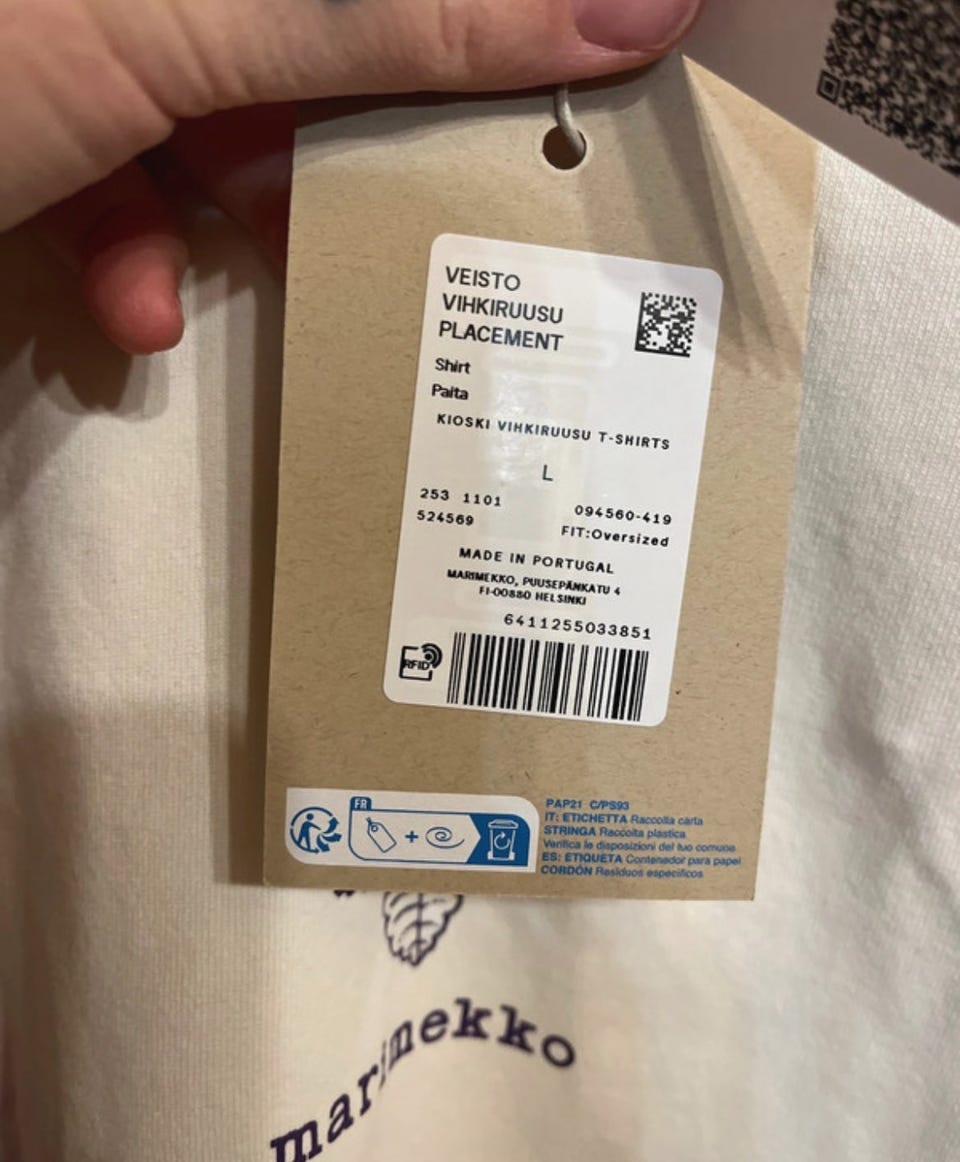 VEISTO
VIHKIRUUSU
PLACEMENT
Shirt
Paita
KIOSKI VIHKIRUUSU T-SHIRTS
L
253 1101 094560-419
524569 FIT:Oversized
MADE IN PORTUGAL
MARIMEKKO, PUUSEPÄNKATU 4
FI-00880 HELSINKI
6411255033851
RFID
FR
+
PAP21 C/PS93
IT: ETICHETTA Raccolta carta
STRINGA Raccolta plastica
Verifica le disposizioni del tuo comune
ES: ETIQUETA Contenador para papel
CORDÓN Residuos específicos
marimekko